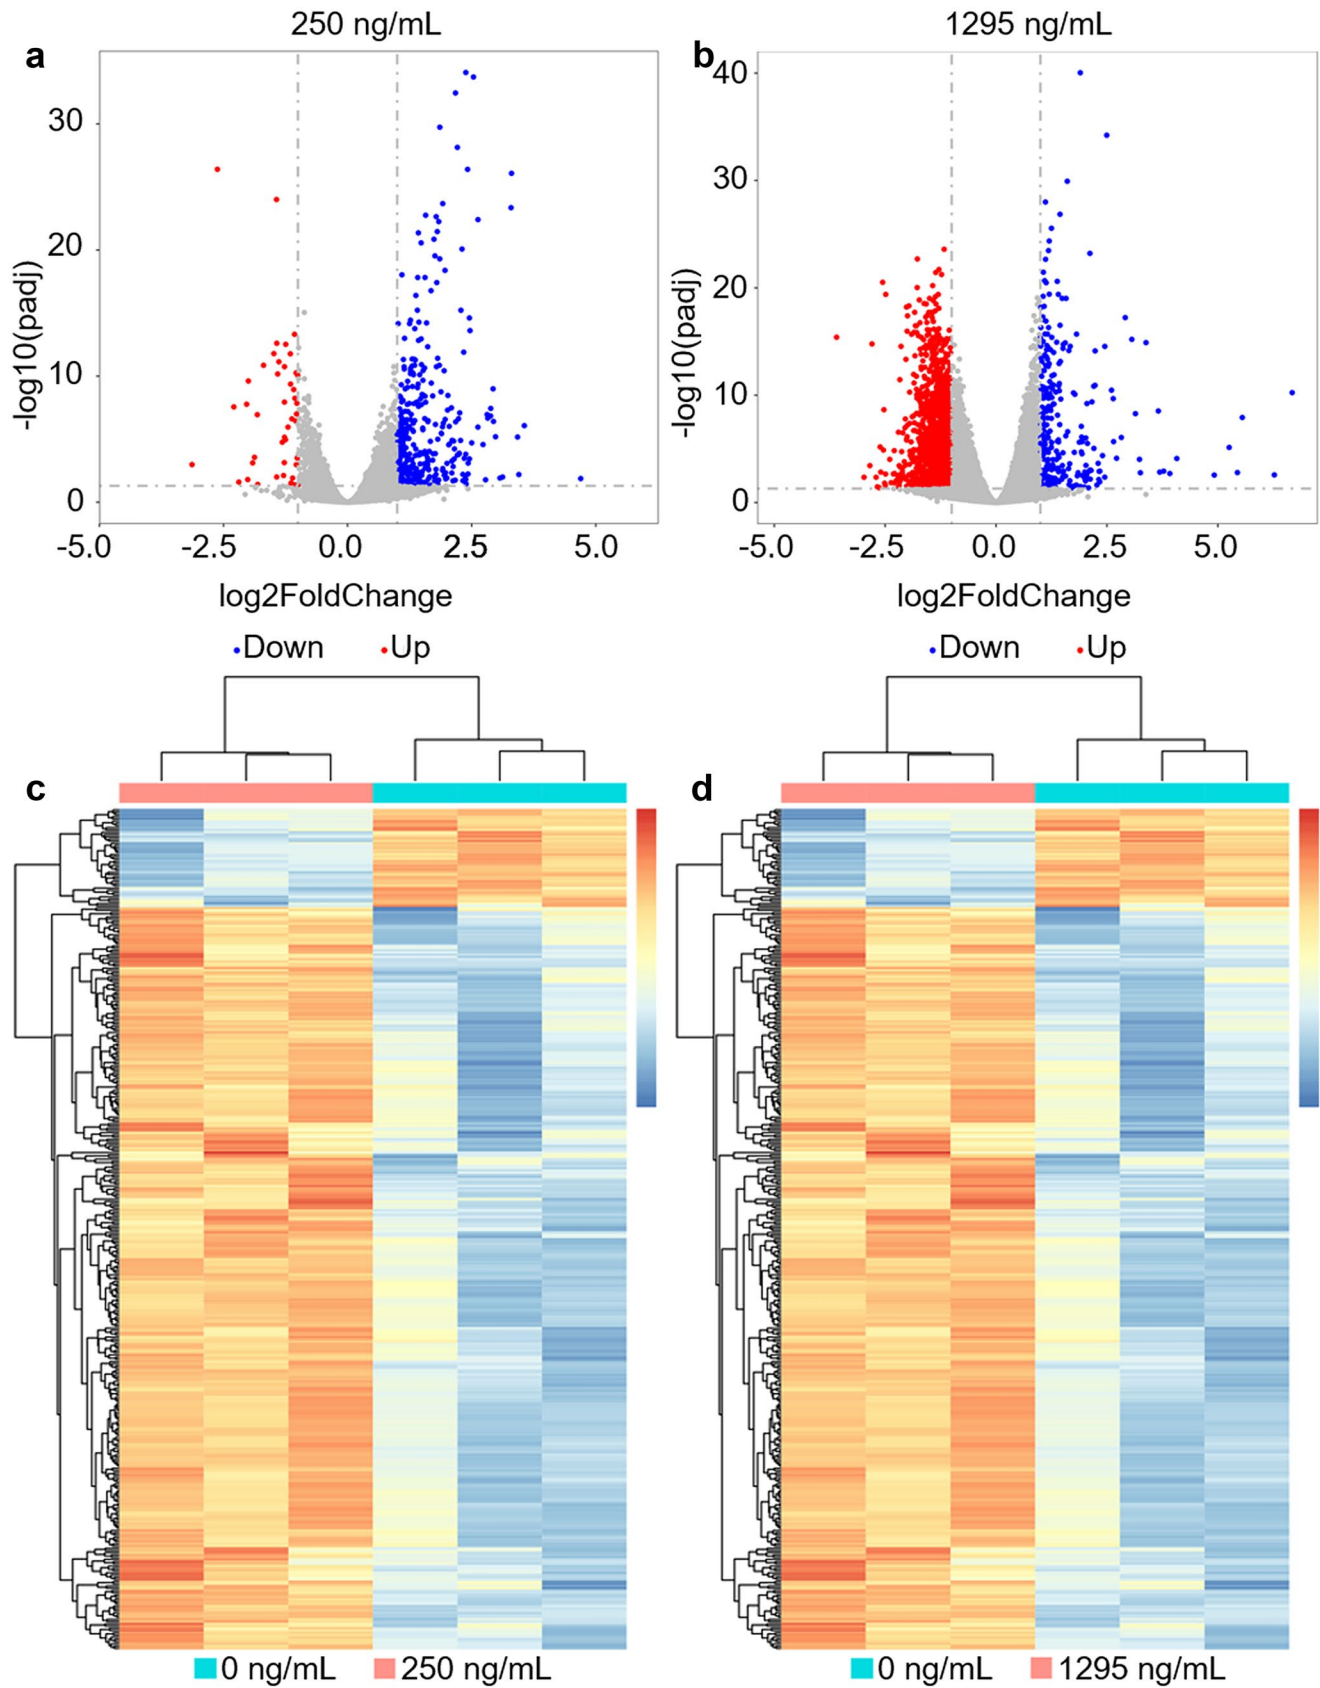 250 ng/mL
1295 ng/mL
a
b
-log10(padj)
30
20
10
0
-5.0 -2.5 0.0 2.5 5.0
log2FoldChange
Down Up
-log10(padj)
40
30
20
10
0
-5.0 -2.5 0.0 2.5 5.0
log2FoldChange
Down Up
c
d
0 ng/mL 250 ng/mL
0 ng/mL 1295 ng/mL